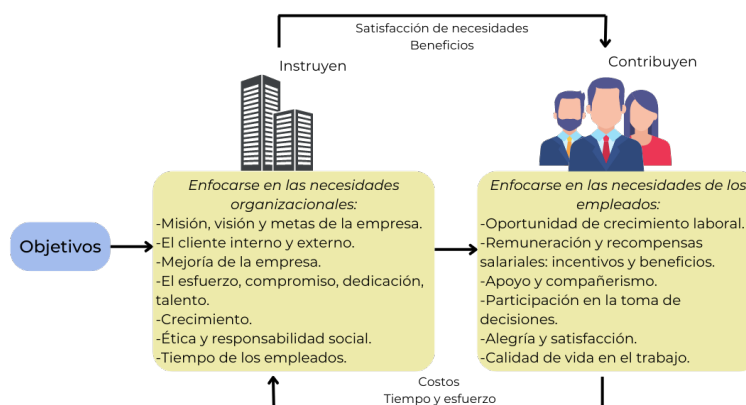 Satisfacción de necesidades
Beneficios
Instruyen
Contribuyen
Objetivos
Enfocarse en las necesidades
organizacionales:
-Misión, visión y metas de la empresa.
-El cliente interno y externo.
-Mejoría de la empresa.
-El esfuerzo, compromiso, dedicación,
talento.
-Crecimiento.
-Ética y responsabilidad social.
-Tiempo de los empleados.
Enfocarse en las necesidades de los
empleados:
-Oportunidad de crecimiento laboral.
-Remuneración y recompensas
salariales: incentivos y beneficios.
-Apoyo y compañerismo.
-Participación en la toma de
decisiones.
-Alegría y satisfacción.
-Calidad de vida en el trabajo.
Costos
Tiempo y esfuerzo